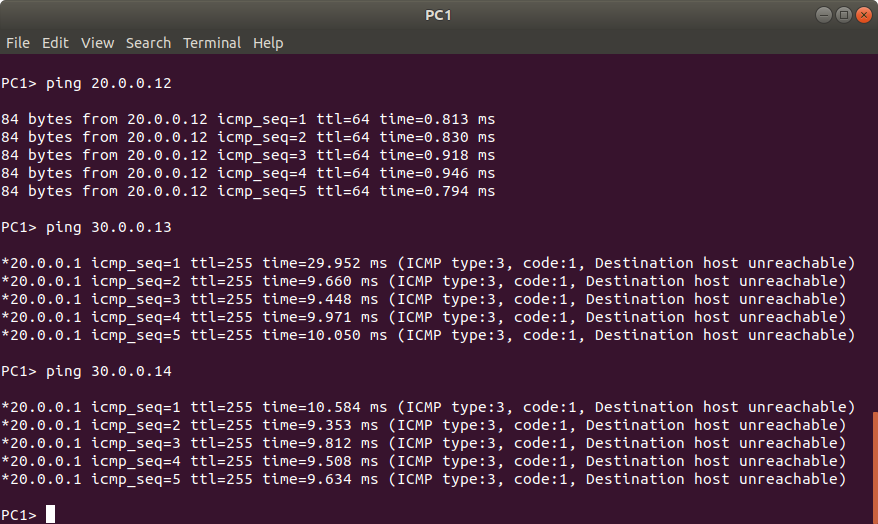 PC1
File Edit View Search Terminal Help
PC1> ping 20.0.0.12
84 bytes from 20.0.0.12 icmp_seq=1 ttl=64 time=0.813 ms
84 bytes from 20.0.0.12 icmp_seq=2 ttl=64 time=0.830 ms
84 bytes from 20.0.0.12 icmp_seq=3 ttl=64 time=0.918 ms
84 bytes from 20.0.0.12 icmp_seq=4 ttl=64 time=0.946 ms
84 bytes from 20.0.0.12 icmp_seq=5 ttl=64 time=0.794 ms
PC1> ping 30.0.0.13
*20.0.0.1 icmp_seq=1 ttl=255 time=29.952 ms (ICMP type:3, code:1, Destination host unreachable)
*20.0.0.1 icmp_seq=2 ttl=255 time=9.660 ms (ICMP type:3, code:1, Destination host unreachable)
*20.0.0.1 icmp_seq=3 ttl=255 time=9.448 ms (ICMP type:3, code:1, Destination host unreachable)
*20.0.0.1 icmp_seq=4 ttl=255 time=9.971 ms (ICMP type:3, code:1, Destination host unreachable)
*20.0.0.1 icmp_seq=5 ttl=255 time=10.050 ms (ICMP type:3, code:1, Destination host unreachable)
PC1> ping 30.0.0.14
*20.0.0.1 icmp_seq=1 ttl=255 time=10.584 ms (ICMP type:3, code:1, Destination host unreachable)
*20.0.0.1 icmp_seq=2 ttl=255 time=9.353 ms (ICMP type:3, code:1, Destination host unreachable)
*20.0.0.1 icmp_seq=3 ttl=255 time=9.812 ms (ICMP type:3, code:1, Destination host unreachable)
*20.0.0.1 icmp_seq=4 ttl=255 time=9.508 ms (ICMP type:3, code:1, Destination host unreachable)
*20.0.0.1 icmp_seq=5 ttl=255 time=9.634 ms (ICMP type:3, code:1, Destination host unreachable)
PC1>